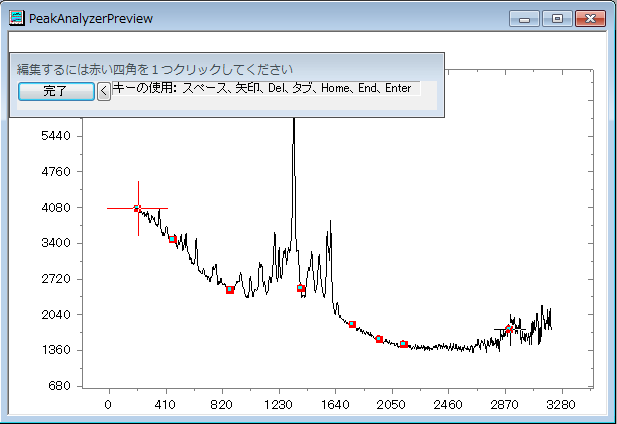 PeakAnalyzerPreview
編集するには赤い四角を１つクリックしてください
完了
<
キーの使用: スペース、矢印、Del、タブ、Home、End、Enter
5440
4760
4080
3400
2720
2040
1360
680
0 410 820 1230 1640 2050 2460 2870 3280